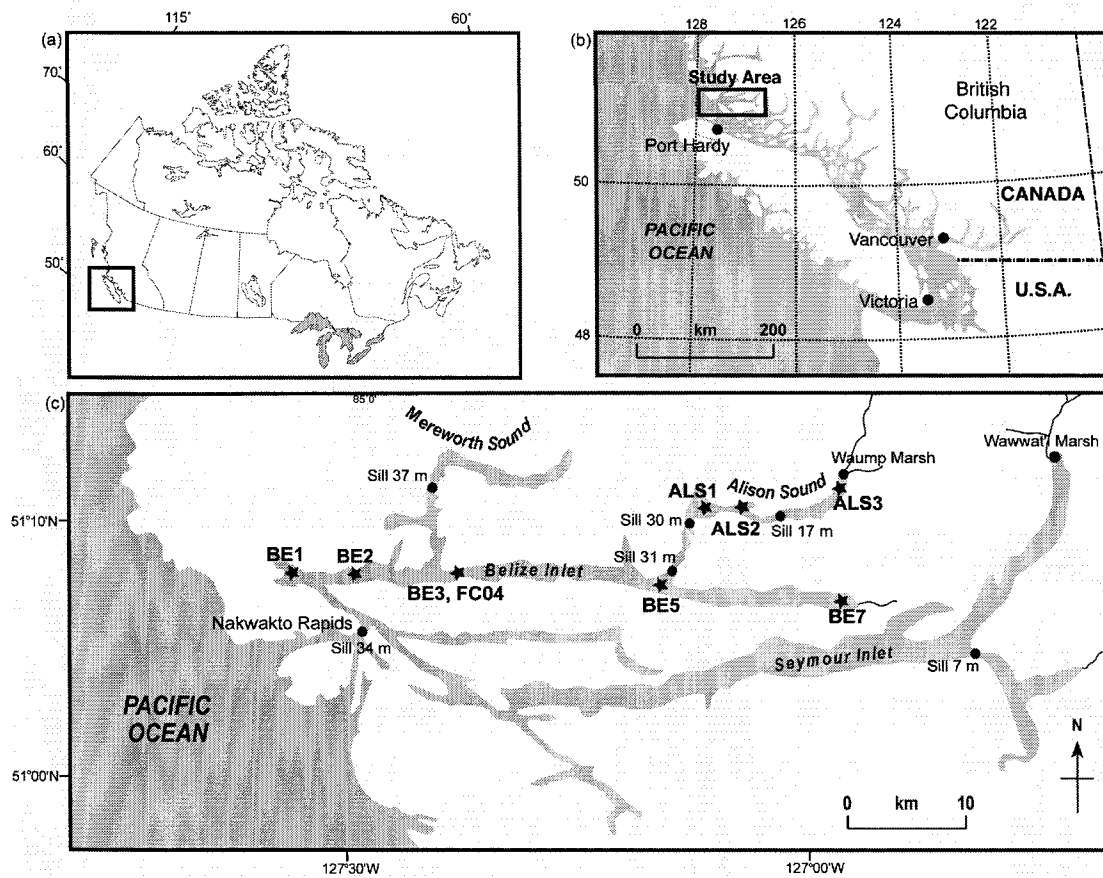 115°
60°
(a)
70°
60°
50°
128
126
124
122
(b)
Study Area
British
Columbia
Port Hardy
50
CANADA
PACIFIC
OCEAN
Vancouver
U.S.A.
Victoria
0 km 200
48
(c)
85°0'
Mereworth Sound
Wawwat'l Marsh
Waump Marsh
Sill 37 m
ALS1
Alison Sound
ALS3
51°10'
Sill 30 m
ALS2
Sill 17 m
Sill 31 m
BE1
BE2
Belize Inlet
BE3, FC04
BE5
BE7
Nakwakto Rapids
Sill 34 m
Seymour Inlet
Sill 7 m
PACIFIC
OCEAN
N
51°00'N
0 km 10
127°30'
127°00'W